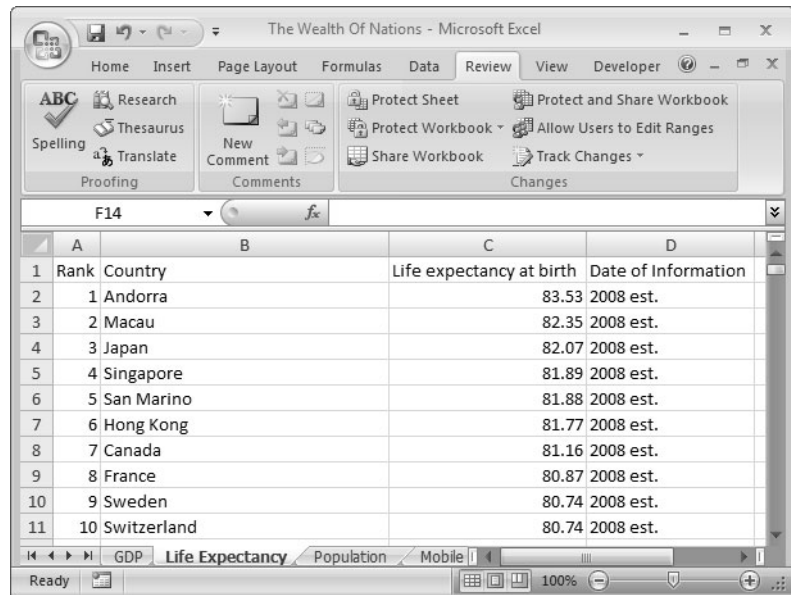 The Wealth Of Nations - Microsoft Excel
Home Insert Page Layout Formulas Data Review View Developer
ABC Research Protect Sheet Protect and Share Workbook
Thesaurus Protect Workbook Allow Users to Edit Ranges
Spelling Translate New Comment Share Workbook Track Changes
Proofing Comments Changes
F14 fx
A B C D
1 Rank Country Life expectancy at birth Date of Information
2 1 Andorra 83.53 2008 est.
3 2 Macau 82.35 2008 est.
4 3 Japan 82.07 2008 est.
5 4 Singapore 81.89 2008 est.
6 5 San Marino 81.88 2008 est.
7 6 Hong Kong 81.77 2008 est.
8 7 Canada 81.16 2008 est.
9 8 France 80.87 2008 est.
10 9 Sweden 80.74 2008 est.
11 10 Switzerland 80.74 2008 est.
GDP Life Expectancy Population Mobile
Ready 100%